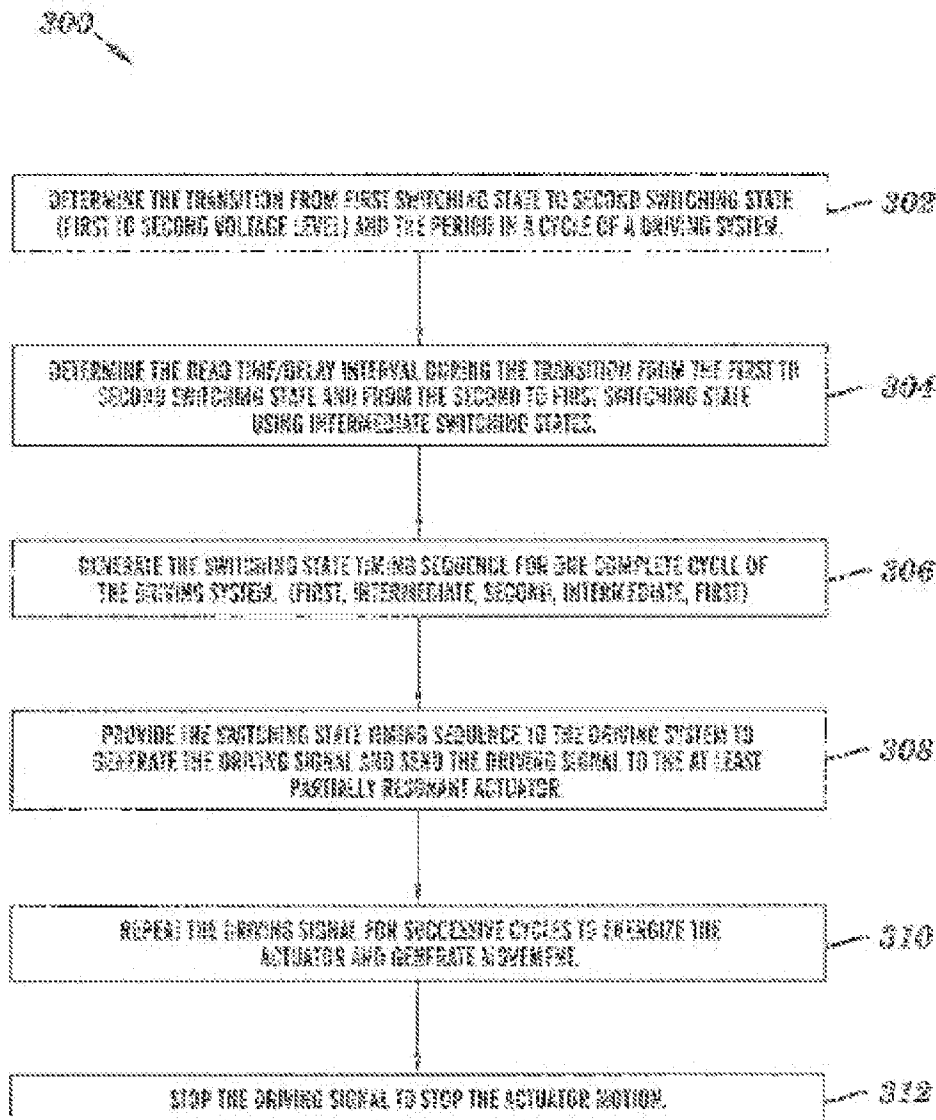 300
DETERMINE THE TRANSITION FROM FIRST SWITCHING STATE TO SECOND SWITCHING STATE
(FIRST TO SECOND VOLTAGE LEVEL) AND THE PERIOD IN A CYCLE OF A DRIVING SYSTEM.
302
DETERMINE THE DEAD TIME/DELAY INTERVAL DURING THE TRANSITION FROM THE FIRST TO
SECOND SWITCHING STATE AND FROM THE SECOND TO FIRST SWITCHING STATE
USING INTERMEDIATE SWITCHING STATES.
304
GENERATE THE SWITCHING STATE TIMING SEQUENCE FOR ONE COMPLETE CYCLE OF
THE DRIVING SYSTEM. (FIRST, INTERMEDIATE, SECOND, INTERMEDIATE, FIRST)
306
PROVIDE THE SWITCHING STATE TIMING SEQUENCE TO THE DRIVING SYSTEM TO
GENERATE THE DRIVING SIGNAL AND SEND THE DRIVING SIGNAL TO THE AT LEASE
PARTIALLY RESONANT ACTUATOR.
308
REPEAT THE DRIVING SIGNAL FOR SUCCESSIVE CYCLES TO ENERGIZE THE
ACTUATOR AND GENERATE MOVEMENT.
310
STOP THE DRIVING SIGNAL TO STOP THE ACTUATOR MOTION.
312